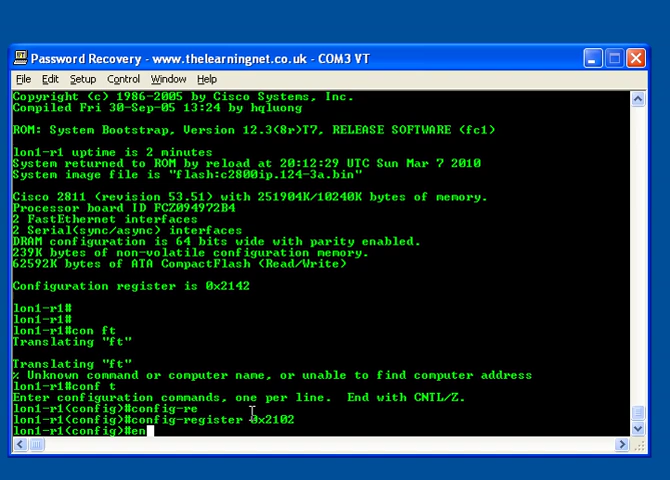 Password Recovery - www.thelearningnet.co.uk - COM3 VT
File Edit Setup Control Window Help
Copyright (c) 1986-2005 by Cisco Systems, Inc.
Compiled Fri 30-Sep-05 13:24 by hqluong
ROM: System Bootstrap, Version 12.3(8r)T7, RELEASE SOFTWARE (fc1)
lon1-r1 uptime is 2 minutes
System returned to ROM by reload at 20:12:29 UTC Sun Mar 7 2010
System image file is "flash:c2800ip.124-3a.bin"
Cisco 2811 (revision 53.51) with 251904K/10240K bytes of memory.
Processor board ID FCZ094972B4
2 FastEthernet interfaces
2 Serial(sync/async) interfaces
DRAM configuration is 64 bits wide with parity enabled.
239K bytes of non-volatile configuration memory.
62592K bytes of ATA CompactFlash (Read/Write)
Configuration register is 0x2142
lon1-r1#
lon1-r1#
lon1-r1#con ft
Translating "ft"
Translating "ft"
% Unknown command or computer name, or unable to find computer address
lon1-r1#conf t
Enter configuration commands, one per line.  End with CNTL/Z.
lon1-r1(config)#config-re
lon1-r1(config)#config-register 0x2102
lon1-r1(config)#en